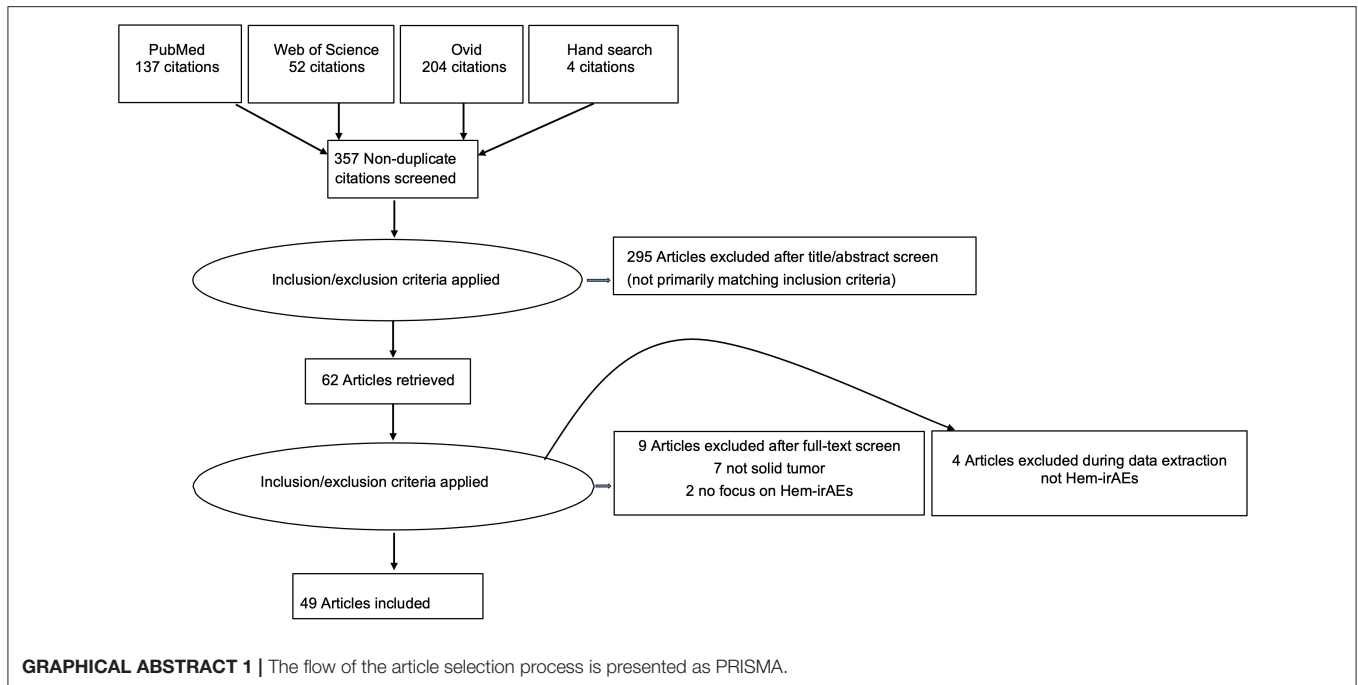 PubMed
137 citations
Web of Science
52 citations
Ovid
204 citations
Hand search
4 citations
357 Non-duplicate
citations screened
Inclusion/exclusion criteria applied
295 Articles excluded after title/abstract screen
(not primarily matching inclusion criteria)
62 Articles retrieved
Inclusion/exclusion criteria applied
9 Articles excluded after full-text screen
7 not solid tumor
2 no focus on Hem-irAEs
4 Articles excluded during data extraction
not Hem-irAEs
49 Articles included
GRAPHICAL ABSTRACT 1 | The flow of the article selection process is presented as PRISMA.